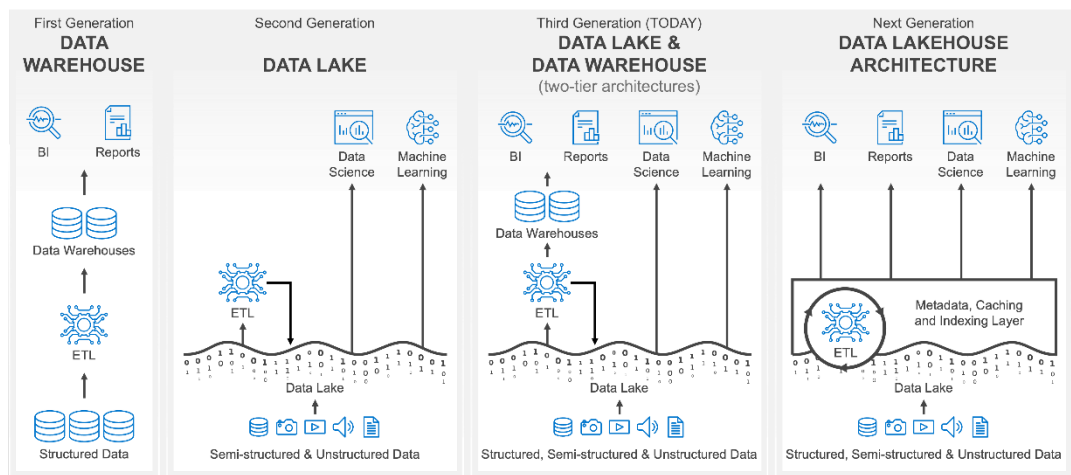 First Generation
DATA
WAREHOUSE
BI
Reports
Data Warehouses
ETL
Structured Data
Second Generation
DATA LAKE
Data
Science
Machine
Learning
ETL
Data Lake
Semi-structured & Unstructured Data
Third Generation (TODAY)
DATA LAKE &
DATA WAREHOUSE
(two-tier architectures)
BI
Reports
Data
Science
Machine
Learning
Data Warehouses
ETL
Data Lake
Structured, Semi-structured & Unstructured Data
Next Generation
DATA LAKEHOUSE
ARCHITECTURE
BI
Reports
Data
Science
Machine
Learning
Metadata, Caching
and Indexing Layer
ETL
Data Lake
Structured, Semi-structured & Unstructured Data